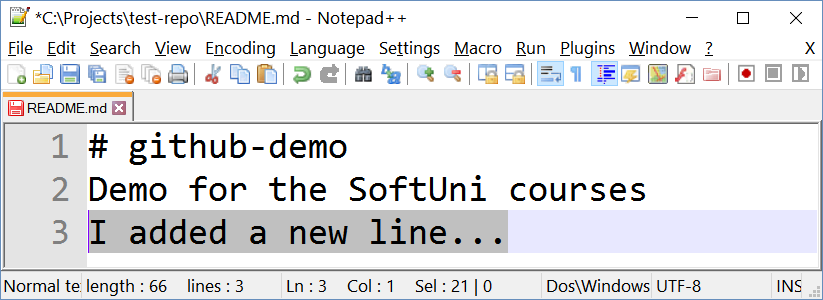 *C:\Projects\test-repo\README.md - Notepad++
File Edit Search View Encoding Language Settings Macro Run Plugins Window ? X
README.md
1 # github-demo
2 Demo for the SoftUni courses
3 I added a new line...
Normal te: length : 66 lines : 3 Ln : 3 Col : 1 Sel : 21 | 0 Dos\Windows UTF-8 INS